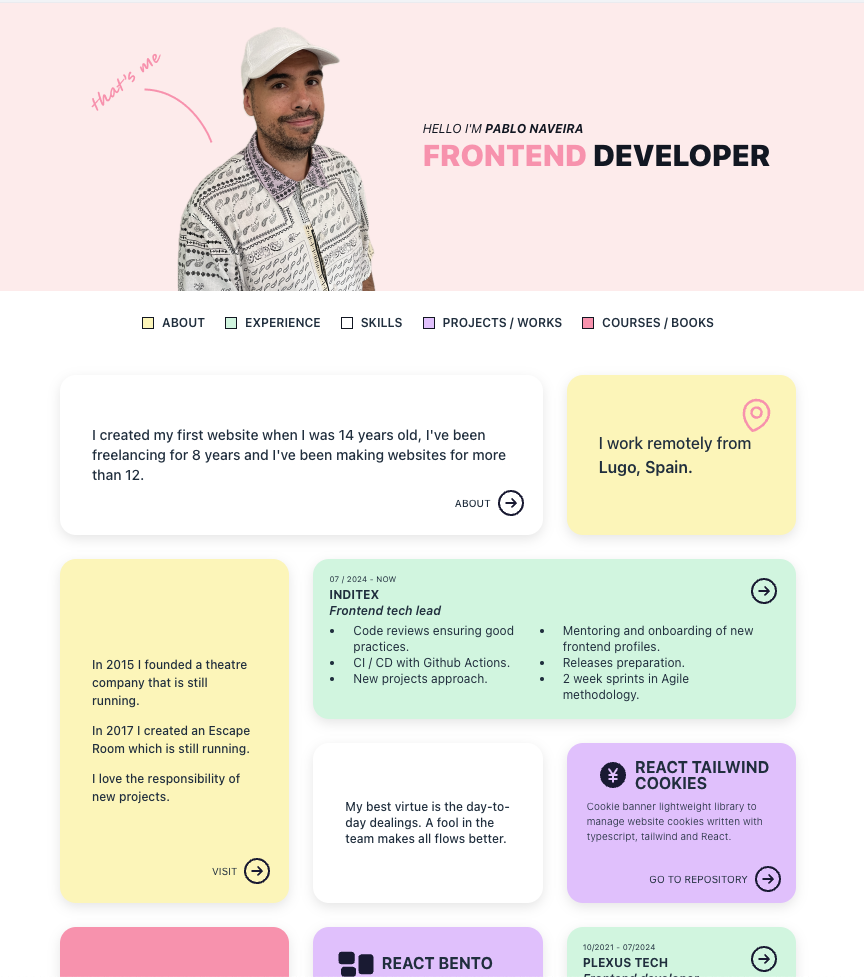 that's me
HELLO I'M PABLO NAVEIRA
FRONTEND DEVELOPER
ABOUT
EXPERIENCE
SKILLS
PROJECTS / WORKS
COURSES / BOOKS
I created my first website when I was 14 years old, I've been
freelancing for 8 years and I've been making websites for more
than 12.
ABOUT
I work remotely from
Lugo, Spain.
In 2015 I founded a theatre
company that is still
running.
In 2017 I created an Escape
Room which is still running.
I love the responsibility of
new projects.
VISIT
07 / 2024 - NOW
INDITEX
Frontend tech lead
Code reviews ensuring good
practices.
CI / CD with Github Actions.
New projects approach.
Mentoring and onboarding of new
frontend profiles.
Releases preparation.
2 week sprints in Agile
methodology.
My best virtue is the day-to-
day dealings. A fool in the
team makes all flows better.
REACT TAILWIND
COOKIES
Cookie banner lightweight library to
manage website cookies written with
typescript, tailwind and React.
GO TO REPOSITORY
REACT BENTO
10/2021 - 07/2024
PLEXUS TECH
Frontend developer